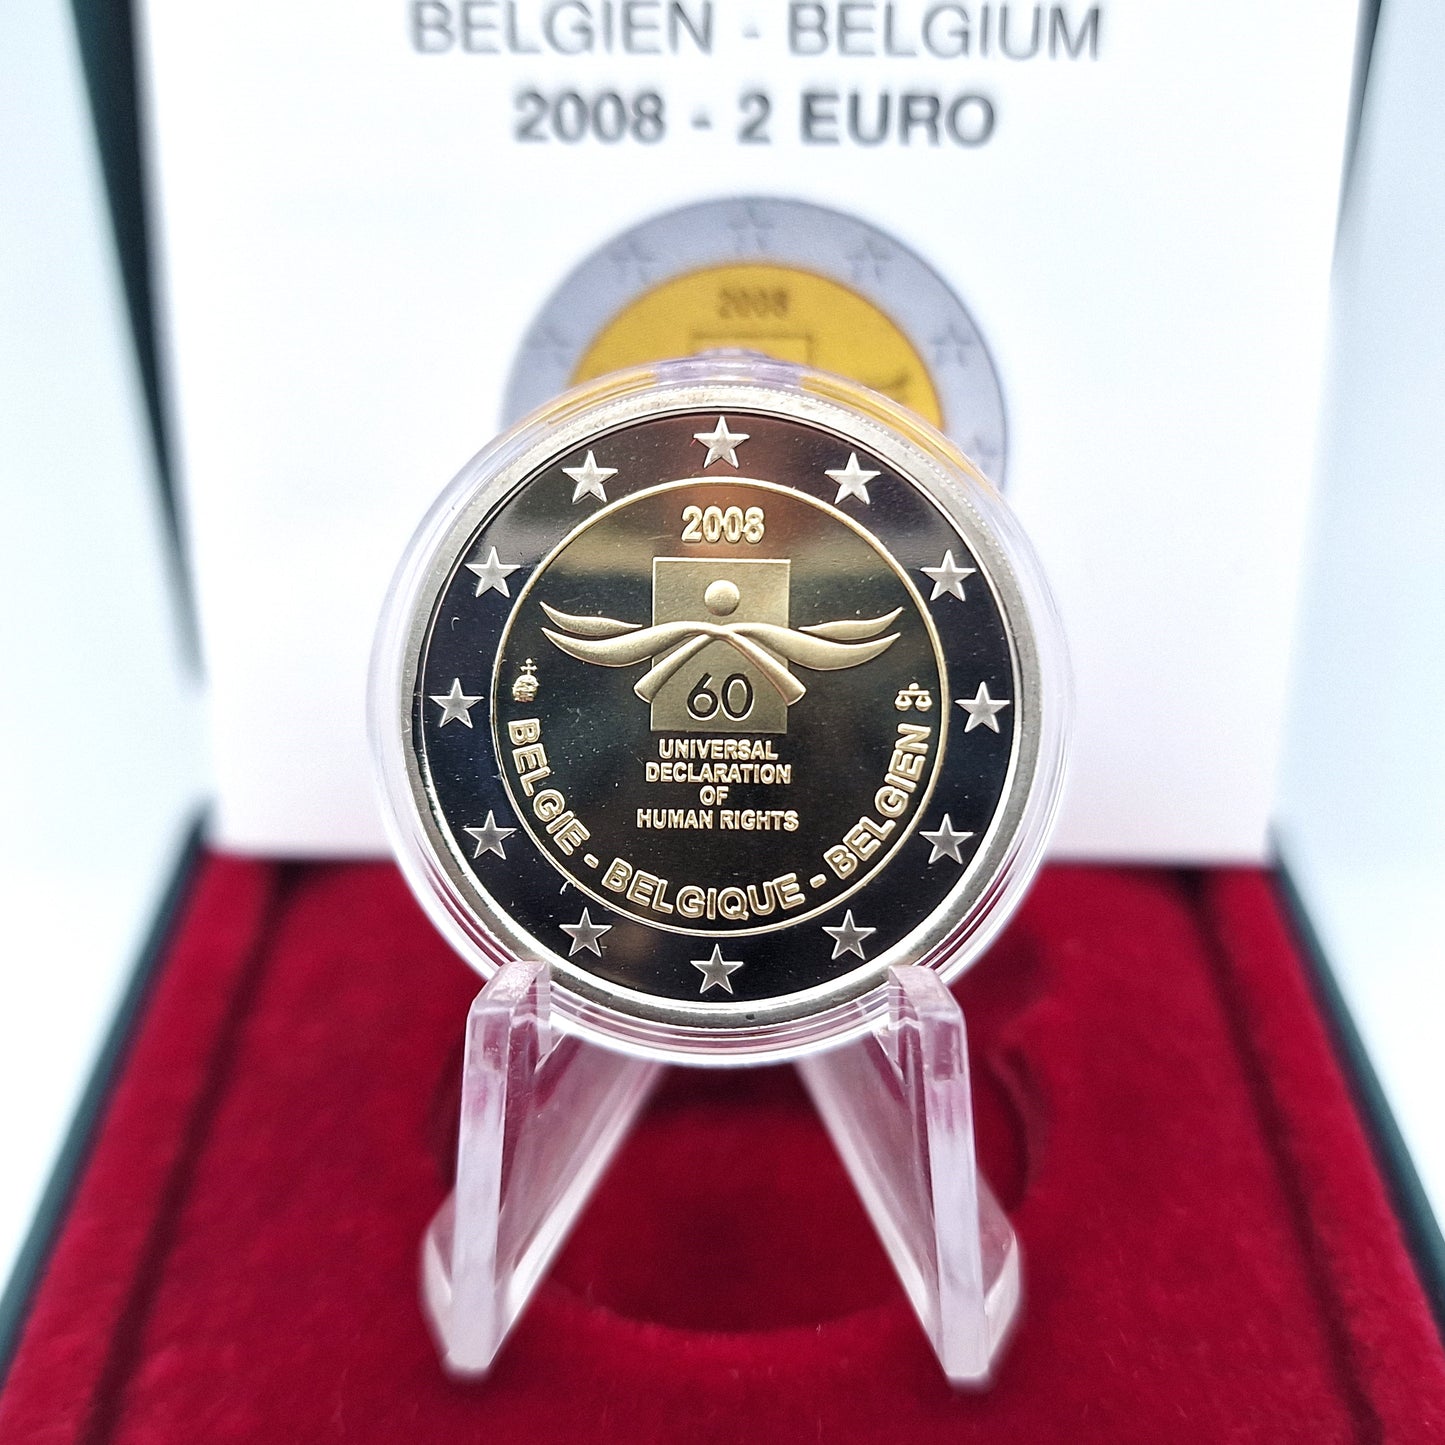 BELGIEN - BELGIUM
2008 - 2 EURO
2008
2008
60
UNIVERSAL
DECLARATION
OF
HUMAN RIGHTS
BELGIE - BELGIQUE - BELGIEN